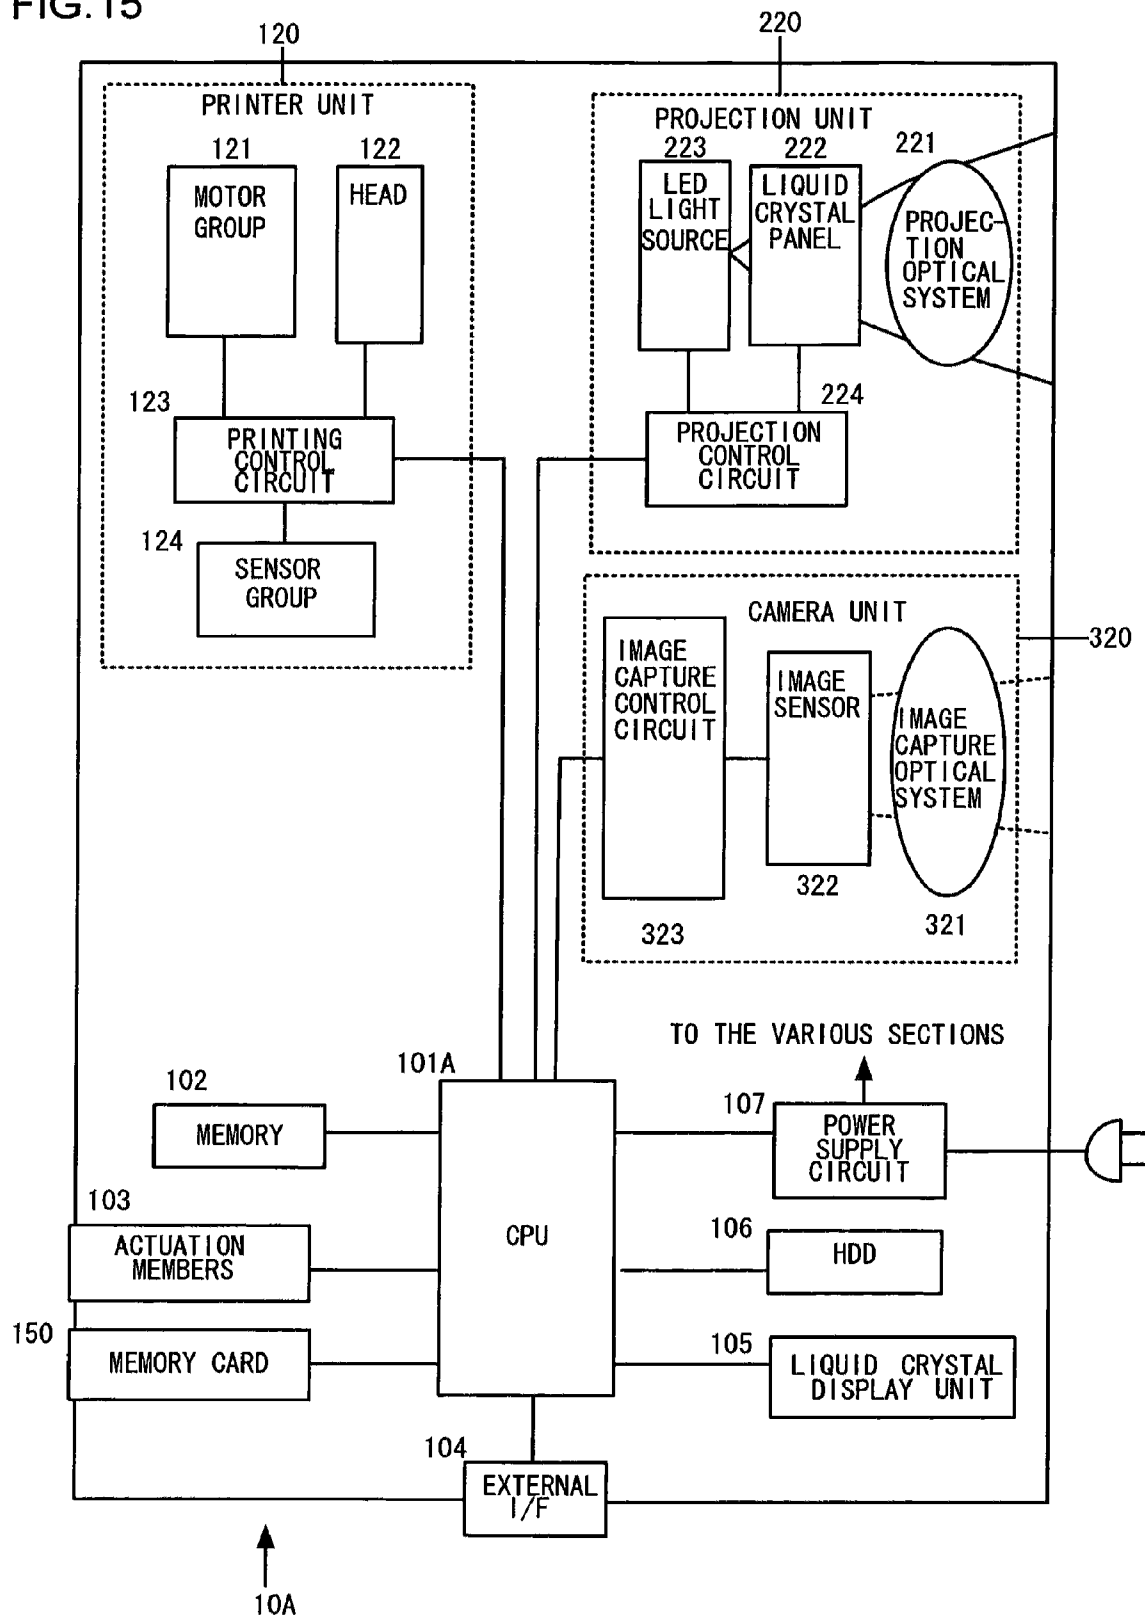 FIG.15
120
220
PRINTER UNIT
121
122
MOTOR
GROUP
HEAD
123
PRINTING
CONTROL
CIRCUIT
124
SENSOR
GROUP
PROJECTION UNIT
223
222
221
LED
LIGHT
SOURCE
LIQUID
CRYSTAL
PANEL
PROJEC-
TION
OPTICAL
SYSTEM
224
PROJECTION
CONTROL
CIRCUIT
CAMERA UNIT
320
IMAGE
CAPTURE
CONTROL
CIRCUIT
IMAGE
SENSOR
IMAGE
CAPTURE
OPTICAL
SYSTEM
323
322
321
TO THE VARIOUS SECTIONS
101A
102
MEMORY
107
POWER
SUPPLY
CIRCUIT
103
ACTUATION
MEMBERS
CPU
106
HDD
150
MEMORY CARD
105
LIQUID CRYSTAL
DISPLAY UNIT
104
EXTERNAL
I/F
10A